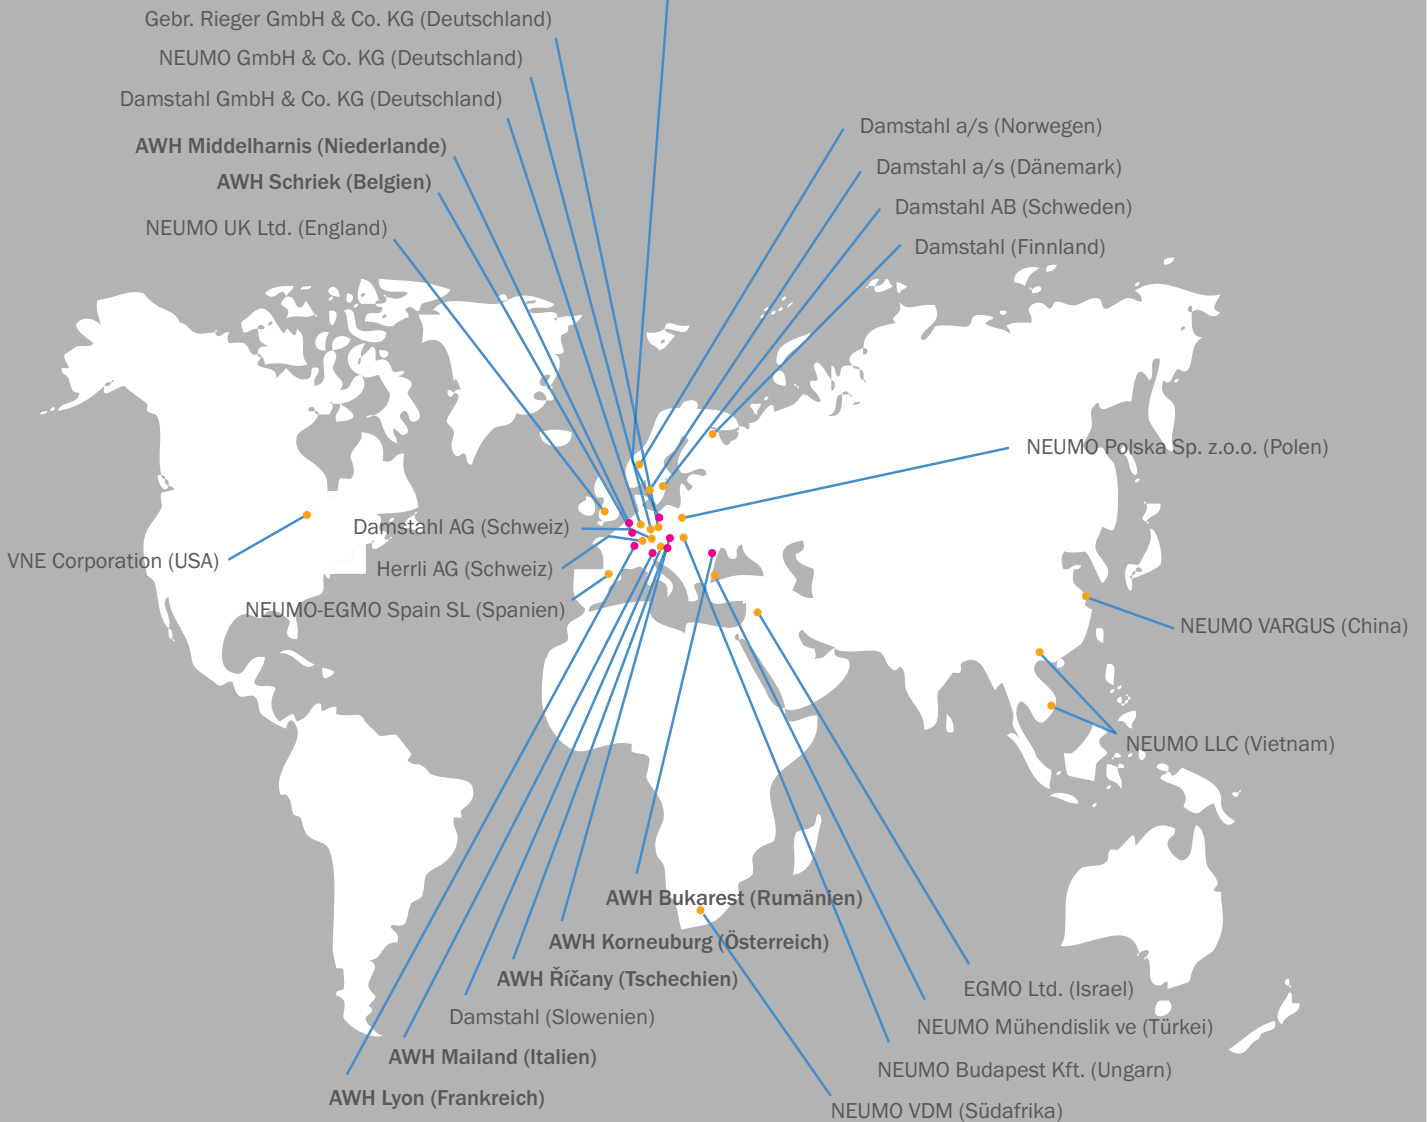 Gebr. Rieger GmbH & Co. KG (Deutschland)
NEUMO GmbH & Co. KG (Deutschland)
Damstahl GmbH & Co. KG (Deutschland)
AWH Middelharnis (Niederlande)
AWH Schriek (Belgien)
NEUMO UK Ltd. (England)
Damstahl a/s (Norwegen)
Damstahl a/s (Dänemark)
Damstahl AB (Schweden)
Damstahl (Finnland)
NEUMO Polska Sp. z.o.o. (Polen)
Damstahl AG (Schweiz)
VNE Corporation (USA)
Herrli AG (Schweiz)
NEUMO-EGMO Spain SL (Spanien)
NEUMO VARGUS (China)
NEUMO LLC (Vietnam)
AWH Bukarest (Rumänien)
AWH Korneuburg (Österreich)
AWH Říčany (Tschechien)
Damstahl (Slowenien)
AWH Mailand (Italien)
AWH Lyon (Frankreich)
EGMO Ltd. (Israel)
NEUMO Mühendislik ve (Türkei)
NEUMO Budapest Kft. (Ungarn)
NEUMO VDM (Südafrika)